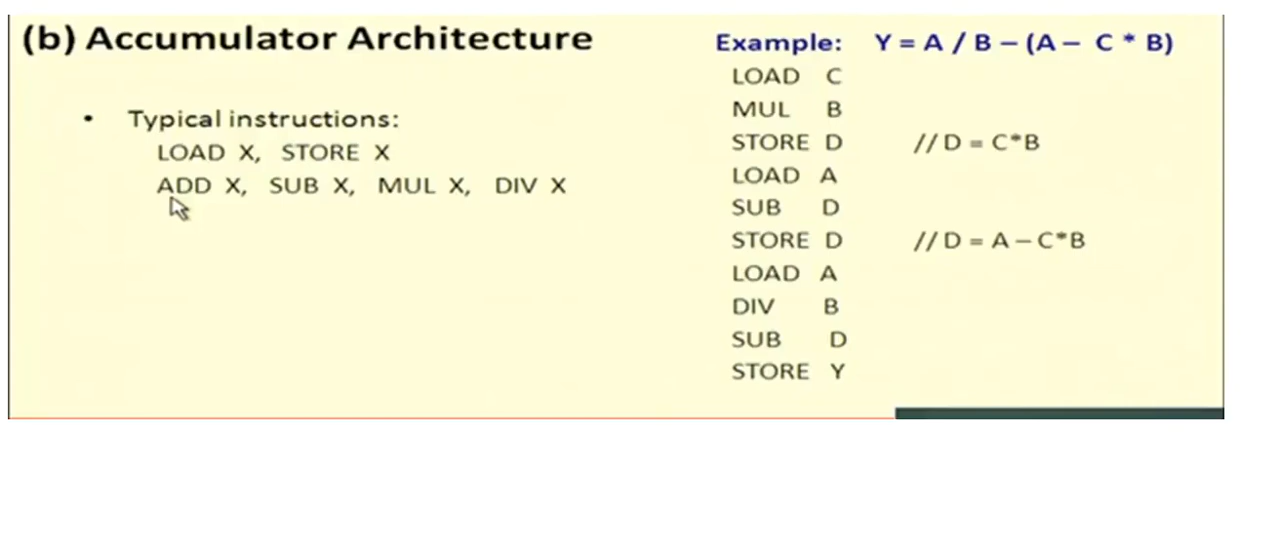 (b) Accumulator Architecture
• Typical instructions:
LOAD X, STORE X
ADD X, SUB X, MUL X, DIV X
Example: Y = A / B – (A – C * B)
LOAD C
MUL B
STORE D //D = C*B
LOAD A
SUB D
STORE D //D = A – C*B
LOAD A
DIV B
SUB D
STORE Y